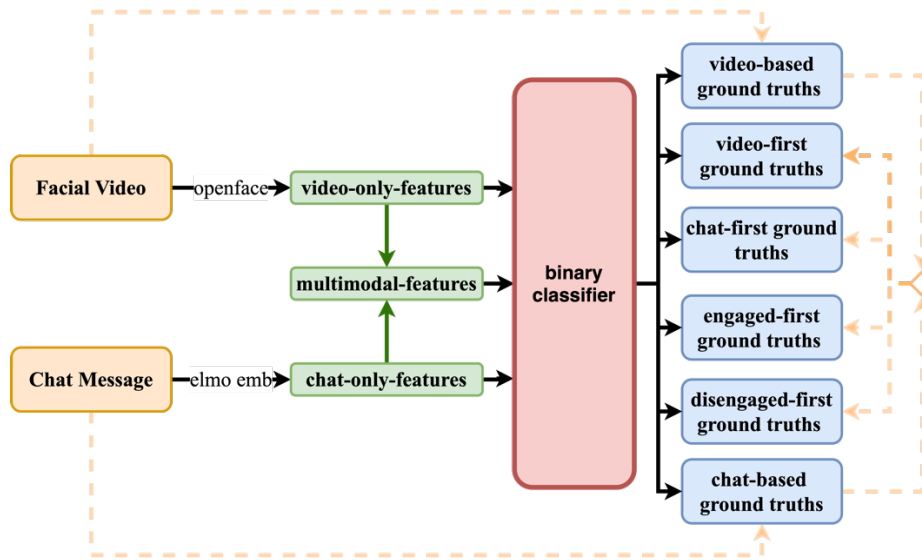 video-based
ground truths
video-first
ground truths
Facial Video
openface
video-only-features
chat-first ground
truths
binary
classifier
multimodal-features
engaged-first
ground truths
Chat Message
elmo emb
chat-only-features
disengaged-first
ground truths
chat-based
ground truths